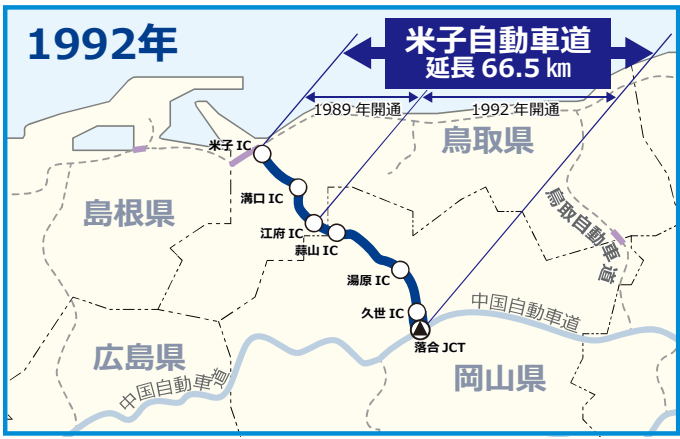 1992年
米子自動車道
延長 66.5 ㎞
1989 年開通
1992 年開通
米子 IC
鳥取県
溝口 IC
島根県
江府 IC
蒜山 IC
鳥取自動車道
湯原 IC
久世 IC
中国自動車道
落合 JCT
広島県
岡山県
中国自動車道